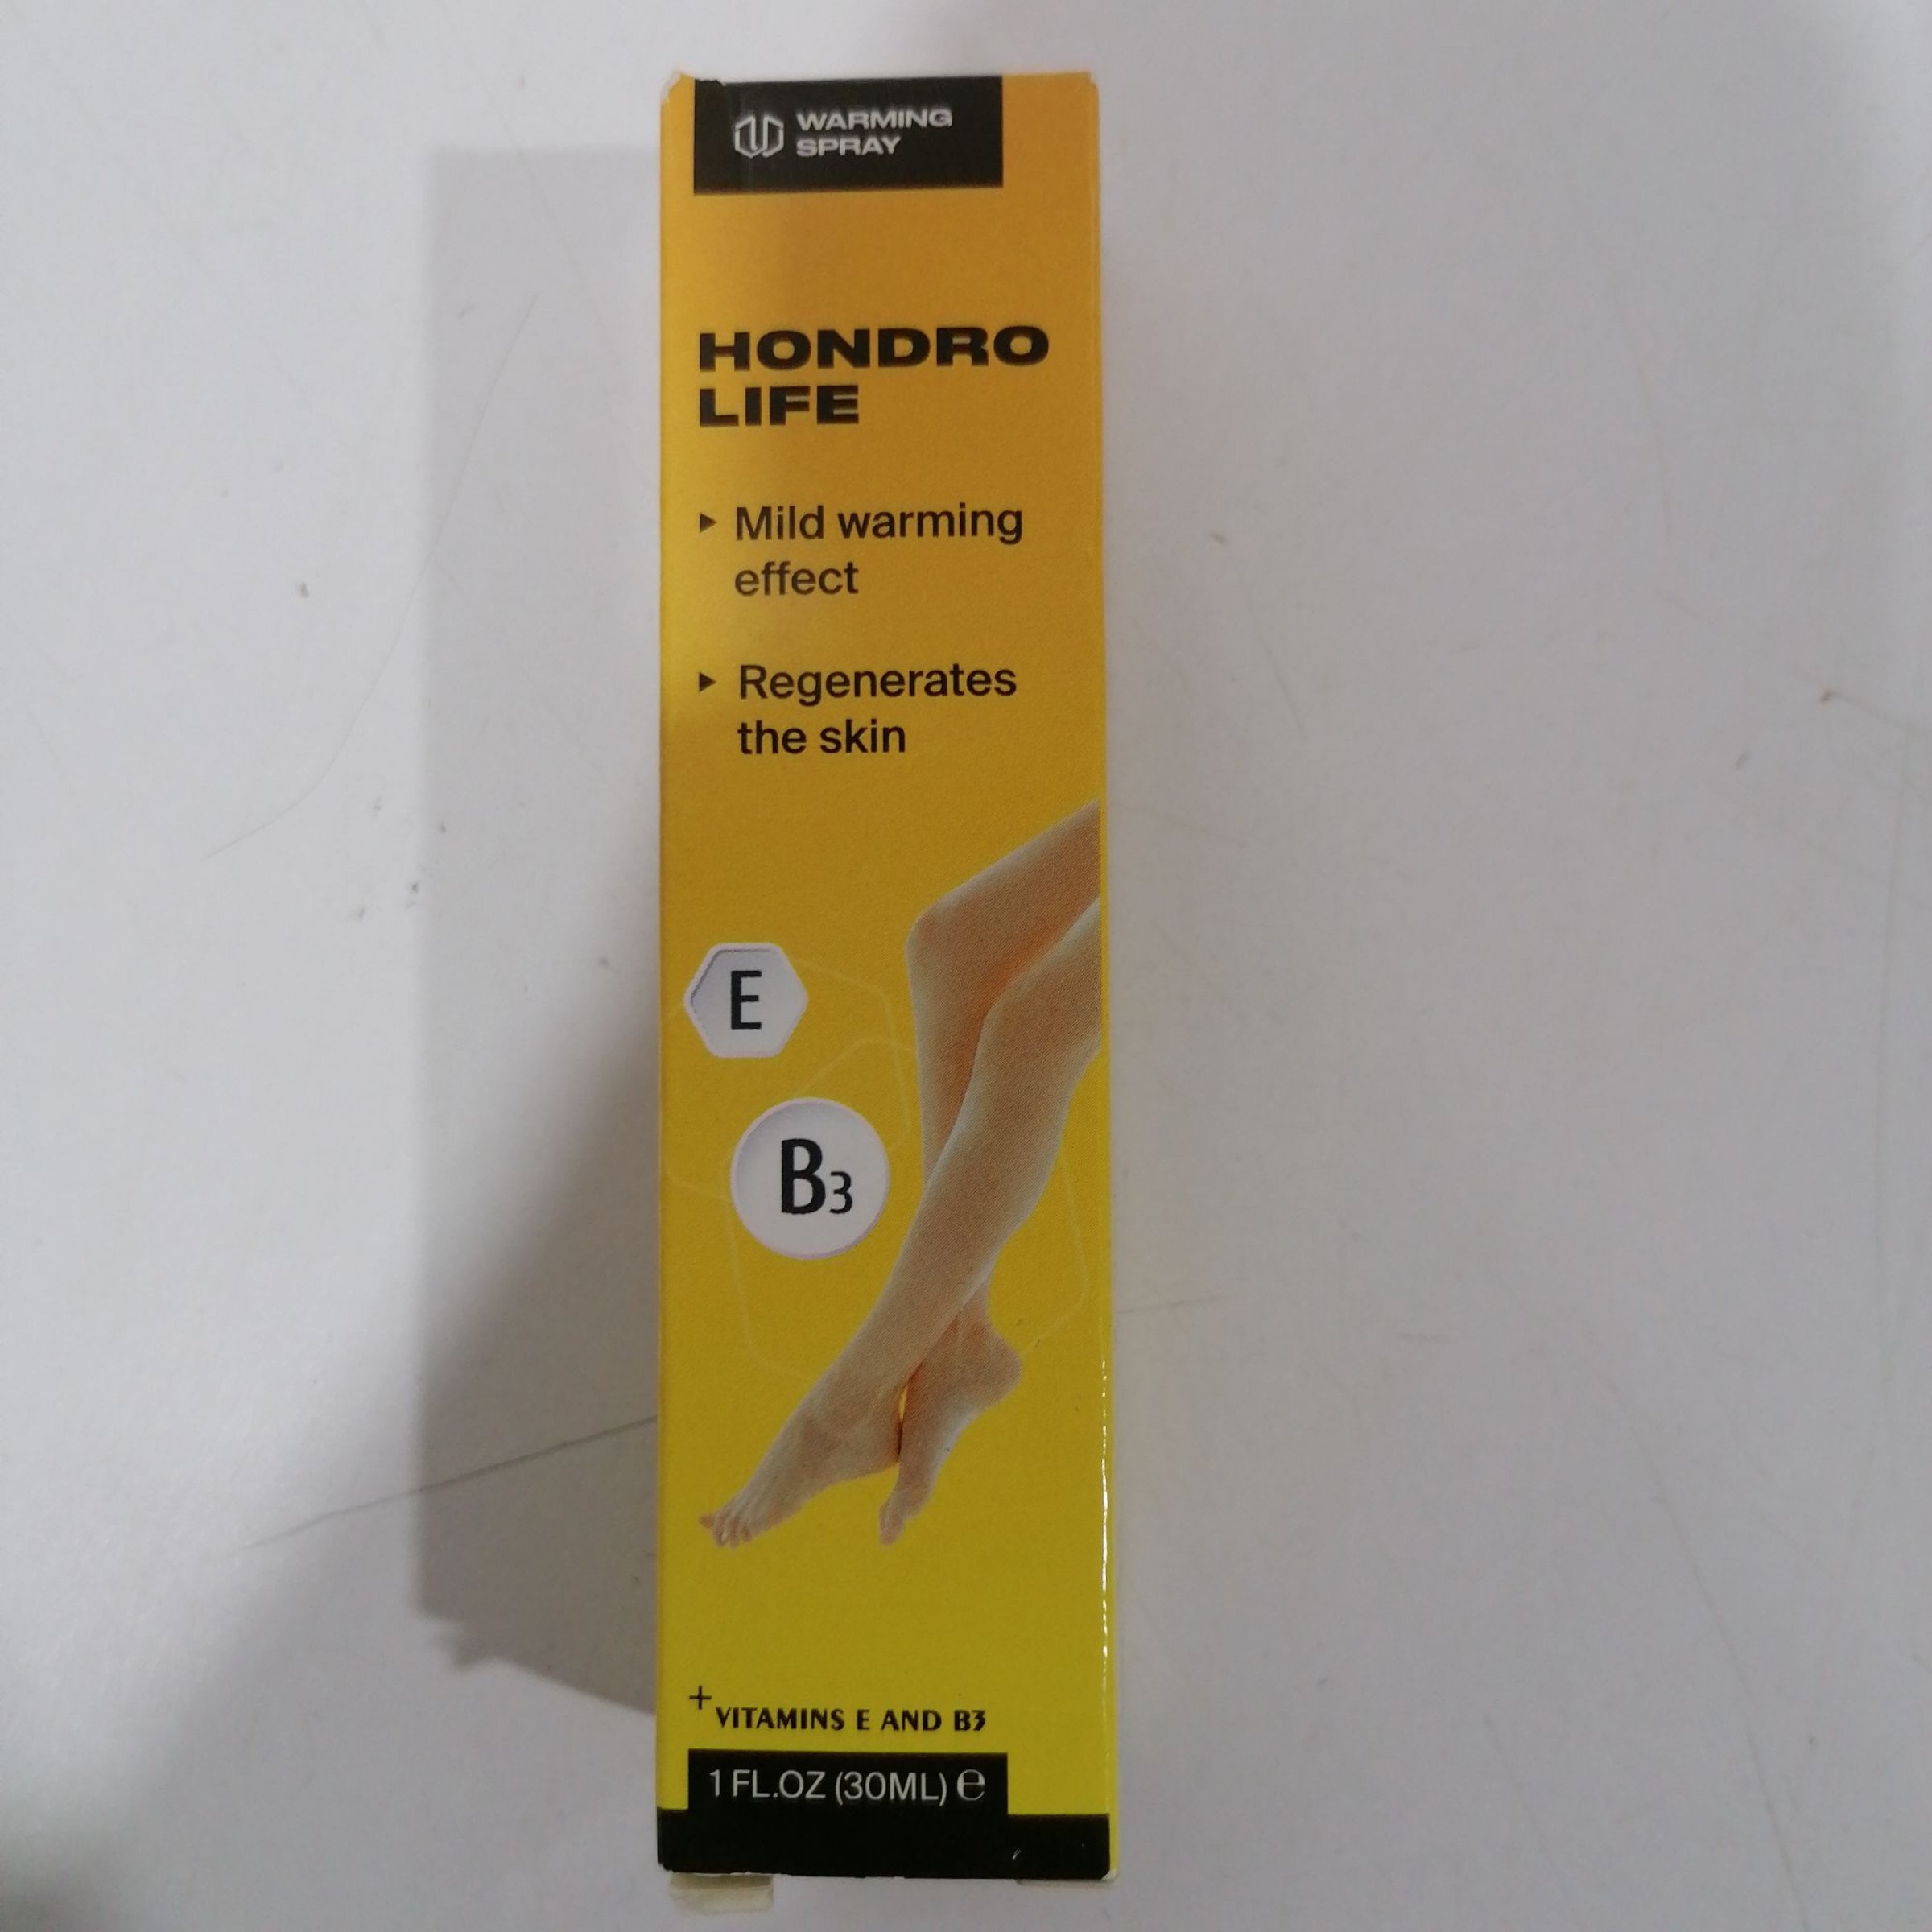 WARMING
SPRAY
HONDRO
LIFE
▸ Mild warming
effect
▸ Regenerates
the skin
E
B3
+ VITAMINS E AND B3
1 FL.OZ (30ML) ℮